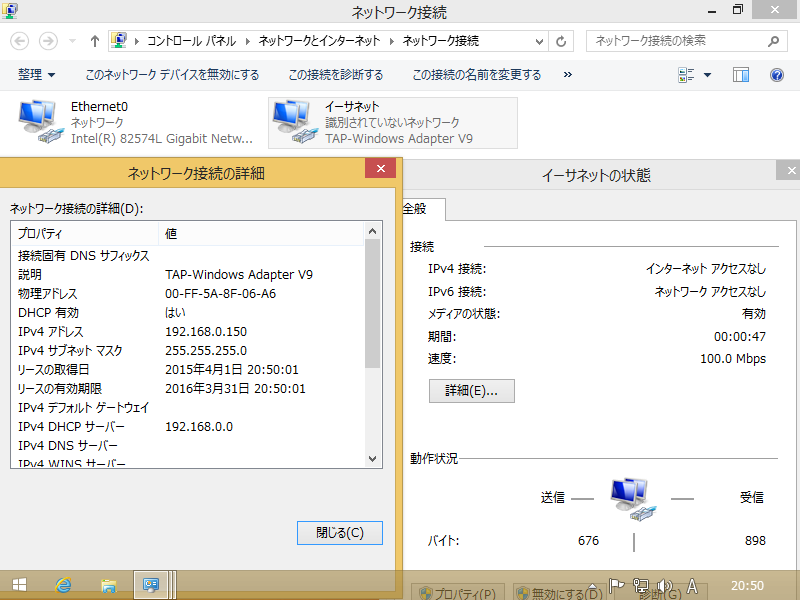 ネットワーク接続
コントロール パネル ネットワークとインターネット ネットワーク接続
ネットワーク接続の検索
整理 このネットワーク デバイスを無効にする この接続を診断する この接続の名前を変更する »
Ethernet0
ネットワーク
Intel(R) 82574L Gigabit Netw...
イーサネット
識別されていないネットワーク
TAP-Windows Adapter V9
ネットワーク接続の詳細
ネットワーク接続の詳細(D):
プロパティ 値
接続固有 DNS サフィックス
説明 TAP-Windows Adapter V9
物理アドレス 00-FF-5A-8F-06-A6
DHCP 有効 はい
IPv4 アドレス 192.168.0.150
IPv4 サブネット マスク 255.255.255.0
リースの取得日 2015年4月1日 20:50:01
リースの有効期限 2016年3月31日 20:50:01
IPv4 デフォルト ゲートウェイ
IPv4 DHCP サーバー 192.168.0.0
IPv4 DNS サーバー
IPv4 WINS サーバー
閉じる(C)
イーサネットの状態
全般
接続
IPv4 接続: インターネット アクセスなし
IPv6 接続: ネットワーク アクセスなし
メディアの状態: 有効
期間: 00:00:47
速度: 100.0 Mbps
詳細(E)...
動作状況
送信 受信
バイト: 676 898
プロパティ(P) 無効にする(D) 診断(G)
A 20:50